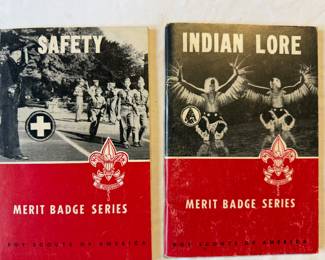 SAFETY
MERIT BADGE SERIES
BOY SCOUTS OF AMERICA
INDIAN LORE
MERIT BADGE SERIES
BOY SCOUTS OF AMERICA